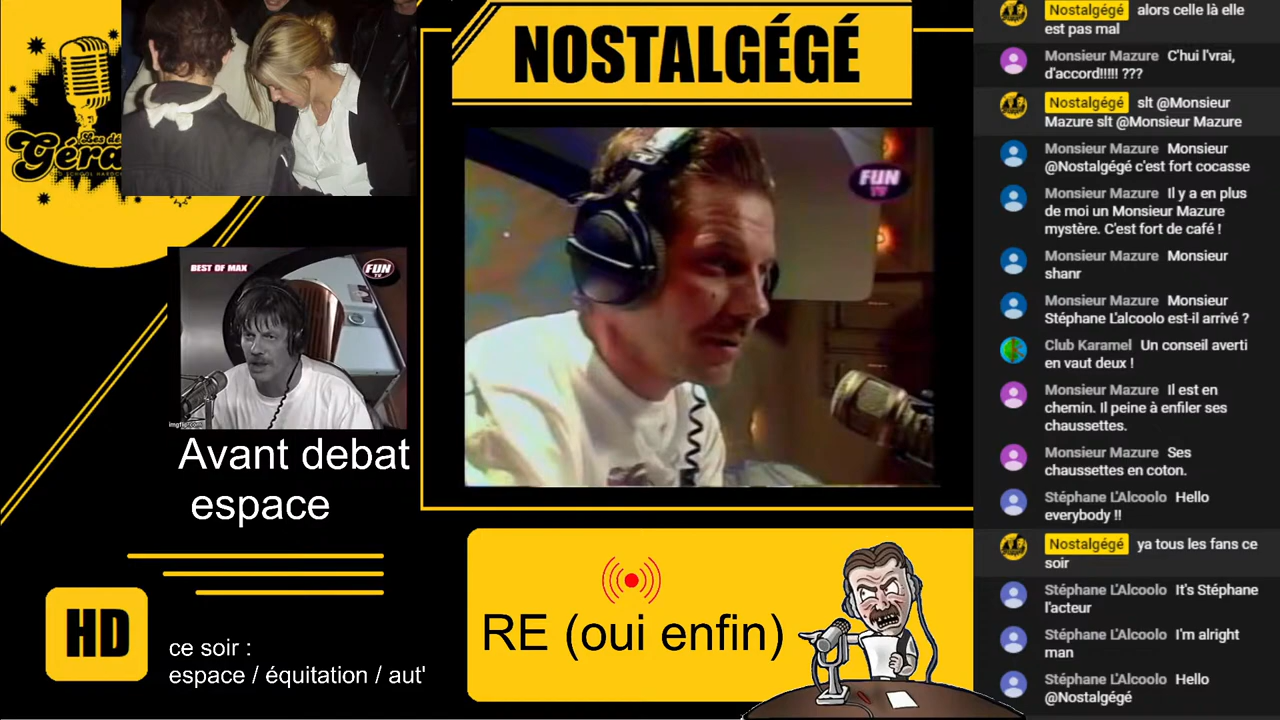 NOSTALGÉGÉ
FUN
TV
Les dé
Géra
BEST OF MAX
FUN
TV
imgflip.com
Avant debat
espace
HD
ce soir :
espace / équitation / aut'
RE (oui enfin)
Nostalgégé alors celle là elle
est pas mal
Monsieur Mazure C'hui l'vrai,
d'accord!!!!! ???
Nostalgégé slt @Monsieur
Mazure slt @Monsieur Mazure
Monsieur Mazure Monsieur
@Nostalgégé c'est fort cocasse
Monsieur Mazure Il y a en plus
de moi un Monsieur Mazure
mystère. C'est fort de café !
Monsieur Mazure Monsieur
shanr
Monsieur Mazure Monsieur
Stéphane L'alcoolo est-il arrivé ?
Club Karamel Un conseil averti
en vaut deux !
Monsieur Mazure Il est en
chemin. Il peine à enfiler ses
chaussettes.
Monsieur Mazure Ses
chaussettes en coton.
Stéphane L'Alcoolo Hello
everybody !!
Nostalgégé ya tous les fans ce
soir
Stéphane L'Alcoolo It's Stéphane
l'acteur
Stéphane L'Alcoolo I'm alright
man
Stéphane L'Alcoolo Hello
@Nostalgégé